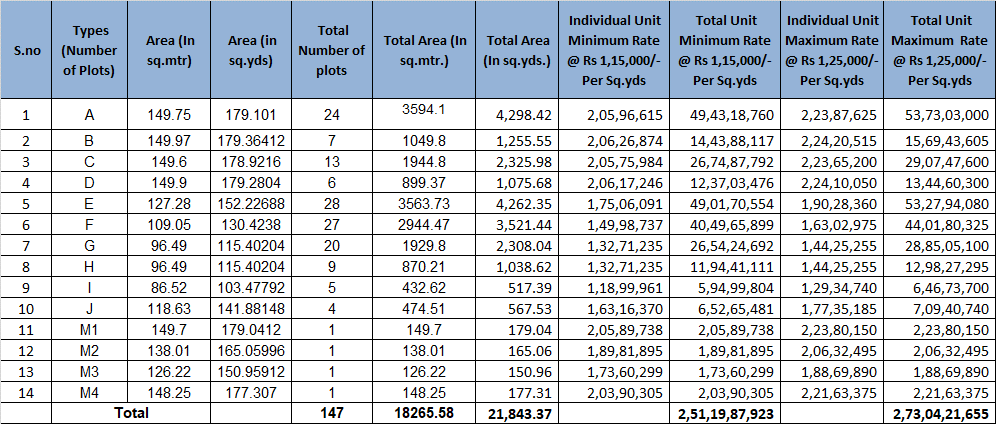 S.no Types (Number of Plots) Area (In sq.mtr) Area (in sq.yds) Total Number of plots Total Area (In sq.mtr.) Total Area (In sq.yds.) Individual Unit Minimum Rate @ Rs 1,15,000/- Per Sq.yds Total Unit Minimum Rate @ Rs 1,15,000/- Per Sq.yds Individual Unit Maximum Rate @ Rs 1,25,000/- Per Sq.yds Total Unit Maximum Rate @ Rs 1,25,000/- Per Sq.yds
1 A 149.75 179.101 24 3594.1 4,298.42 2,05,96,615 49,43,18,760 2,23,87,625 53,73,03,000
2 B 149.97 179.36412 7 1049.8 1,255.55 2,06,26,874 14,43,88,117 2,24,20,515 15,69,43,605
3 C 149.6 178.9216 13 1944.8 2,325.98 2,05,75,984 26,74,87,792 2,23,65,200 29,07,47,600
4 D 149.9 179.2804 6 899.37 1,075.68 2,06,17,246 12,37,03,476 2,24,10,050 13,44,60,300
5 E 127.28 152.22688 28 3563.73 4,262.35 1,75,06,091 49,01,70,554 1,90,28,360 53,27,94,080
6 F 109.05 130.4238 27 2944.47 3,521.44 1,49,98,737 40,49,65,899 1,63,02,975 44,01,80,325
7 G 96.49 115.40204 20 1929.8 2,308.04 1,32,71,235 26,54,24,692 1,44,25,255 28,85,05,100
8 H 96.49 115.40204 9 870.21 1,038.62 1,32,71,235 11,94,41,111 1,44,25,255 12,98,27,295
9 I 86.52 103.47792 5 432.62 517.39 1,18,99,961 5,94,99,804 1,29,34,740 6,46,73,700
10 J 118.63 141.88148 4 474.51 567.53 1,63,16,370 6,52,65,481 1,77,35,185 7,09,40,740
11 M1 149.7 179.0412 1 149.7 179.04 2,05,89,738 2,05,89,738 2,23,80,150 2,23,80,150
12 M2 138.01 165.05996 1 138.01 165.06 1,89,81,895 1,89,81,895 2,06,32,495 2,06,32,495
13 M3 126.22 150.95912 1 126.22 150.96 1,73,60,299 1,73,60,299 1,88,69,890 1,88,69,890
14 M4 148.25 177.307 1 148.25 177.31 2,03,90,305 2,03,90,305 2,21,63,375 2,21,63,375
Total 147 18265.58 21,843.37 2,51,19,87,923 2,73,04,21,655